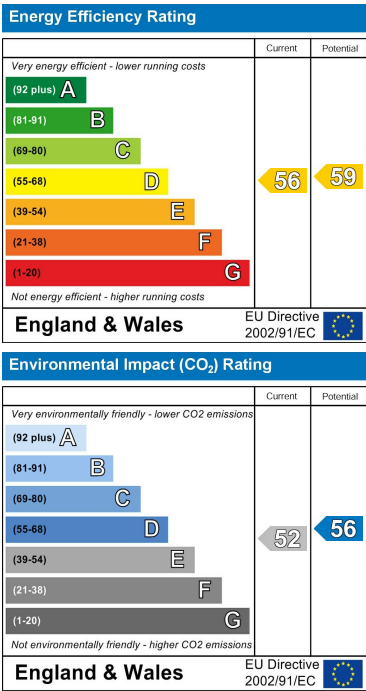 Energy Efficiency Rating
Current Potential
Very energy efficient - lower running costs
(92 plus) A
(81-91) B
(69-80) C
(55-68) D 56 59
(39-54) E
(21-38) F
(1-20) G
Not energy efficient - higher running costs
England & Wales
EU Directive
2002/91/EC
Environmental Impact (CO₂) Rating
Current Potential
Very environmentally friendly - lower CO2 emissions
(92 plus) A
(81-91) B
(69-80) C
(55-68) D 52 56
(39-54) E
(21-38) F
(1-20) G
Not environmentally friendly - higher CO2 emissions
England & Wales
EU Directive
2002/91/EC